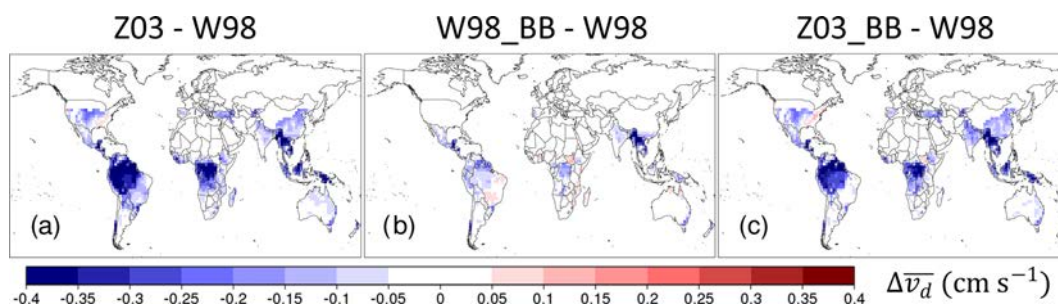 Z03 - W98 W98_BB - W98 Z03_BB - W98
(a) (b) (c)
-0.4 -0.35 -0.3 -0.25 -0.2 -0.15 -0.1 -0.05 0 0.05 0.1 0.15 0.2 0.25 0.3 0.35 0.4 Δv̅_d̅ (cm s⁻¹)